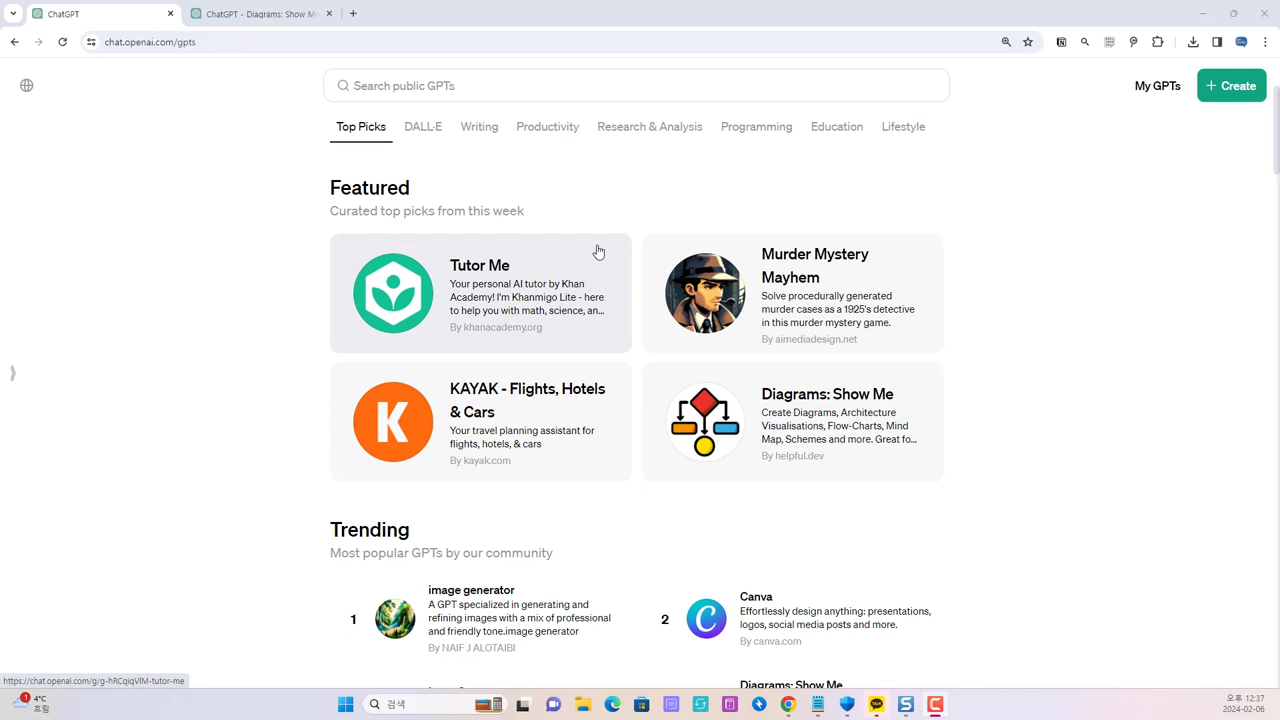 ChatGPT
ChatGPT - Diagrams: Show M
chat.openai.com/gpts
Search public GPTs
My GPTs
Create
Top Picks
DALL·E
Writing
Productivity
Research & Analysis
Programming
Education
Lifestyle
Featured
Curated top picks from this week
Tutor Me
Your personal AI tutor by Khan
Academy! I'm Khanmigo Lite - here
to help you with math, science, an...
By khanacademy.org
Murder Mystery
Mayhem
Solve procedurally generated
murder cases as a 1925's detective
in this murder mystery game.
By aimediadesign.net
K
KAYAK - Flights, Hotels
& Cars
Your travel planning assistant for
flights, hotels, & cars
By kayak.com
Diagrams: Show Me
Create Diagrams, Architecture
Visualisations, Flow-Charts, Mind
Map, Schemes and more. Great fo...
By helpful.dev
Trending
Most popular GPTs by our community
1
image generator
A GPT specialized in generating and
refining images with a mix of professional
and friendly tone.image generator
By NAIF J ALOTAIBI
2
C
Canva
Effortlessly design anything: presentations,
logos, social media posts and more.
By canva.com
Diagrams: Show Me
https://chat.openai.com/g/g-hRCqiqVlM-tutor-me
1
4°C
흐림
검색
TALK
S
C
오후 12:37
2024-02-06